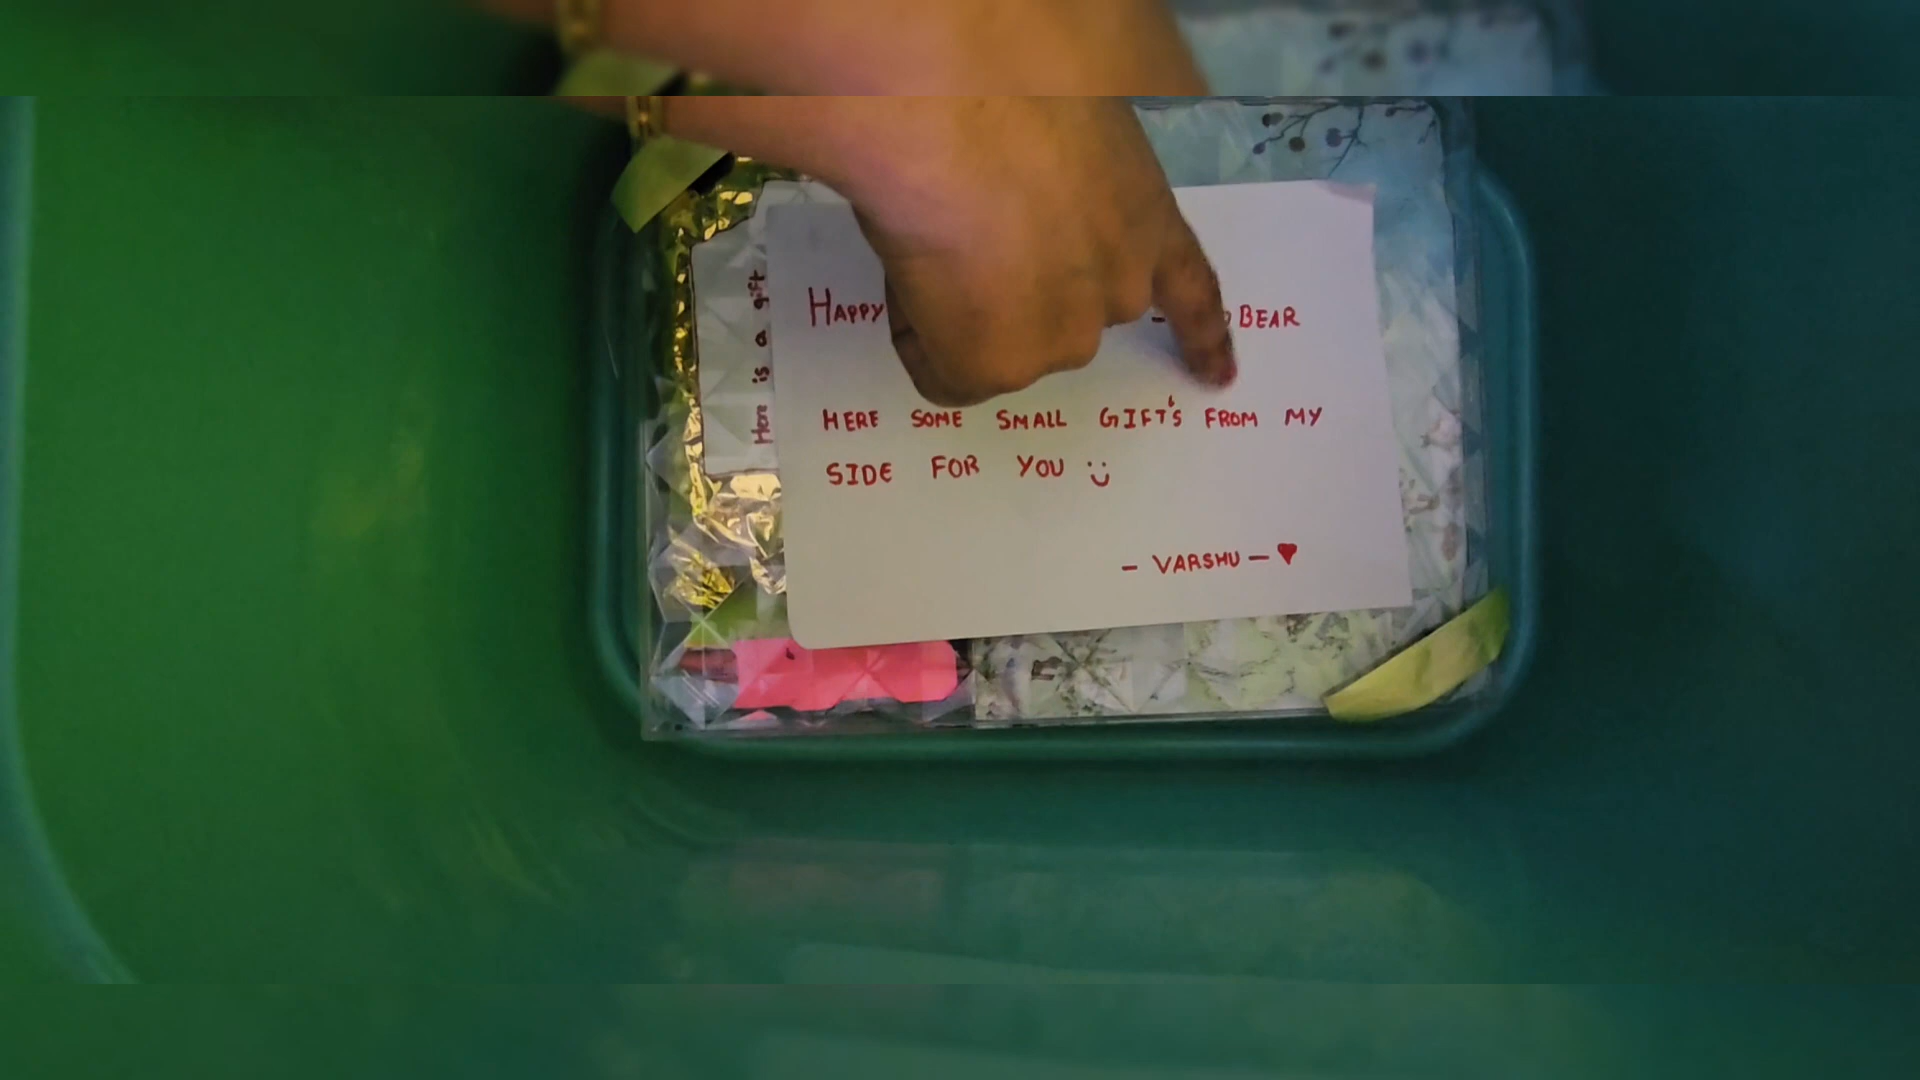 HAPPY - BEAR
HERE SOME SMALL GIFT'S FROM MY
SIDE FOR YOU :)
- VARSHU - ♥
Here is a gift